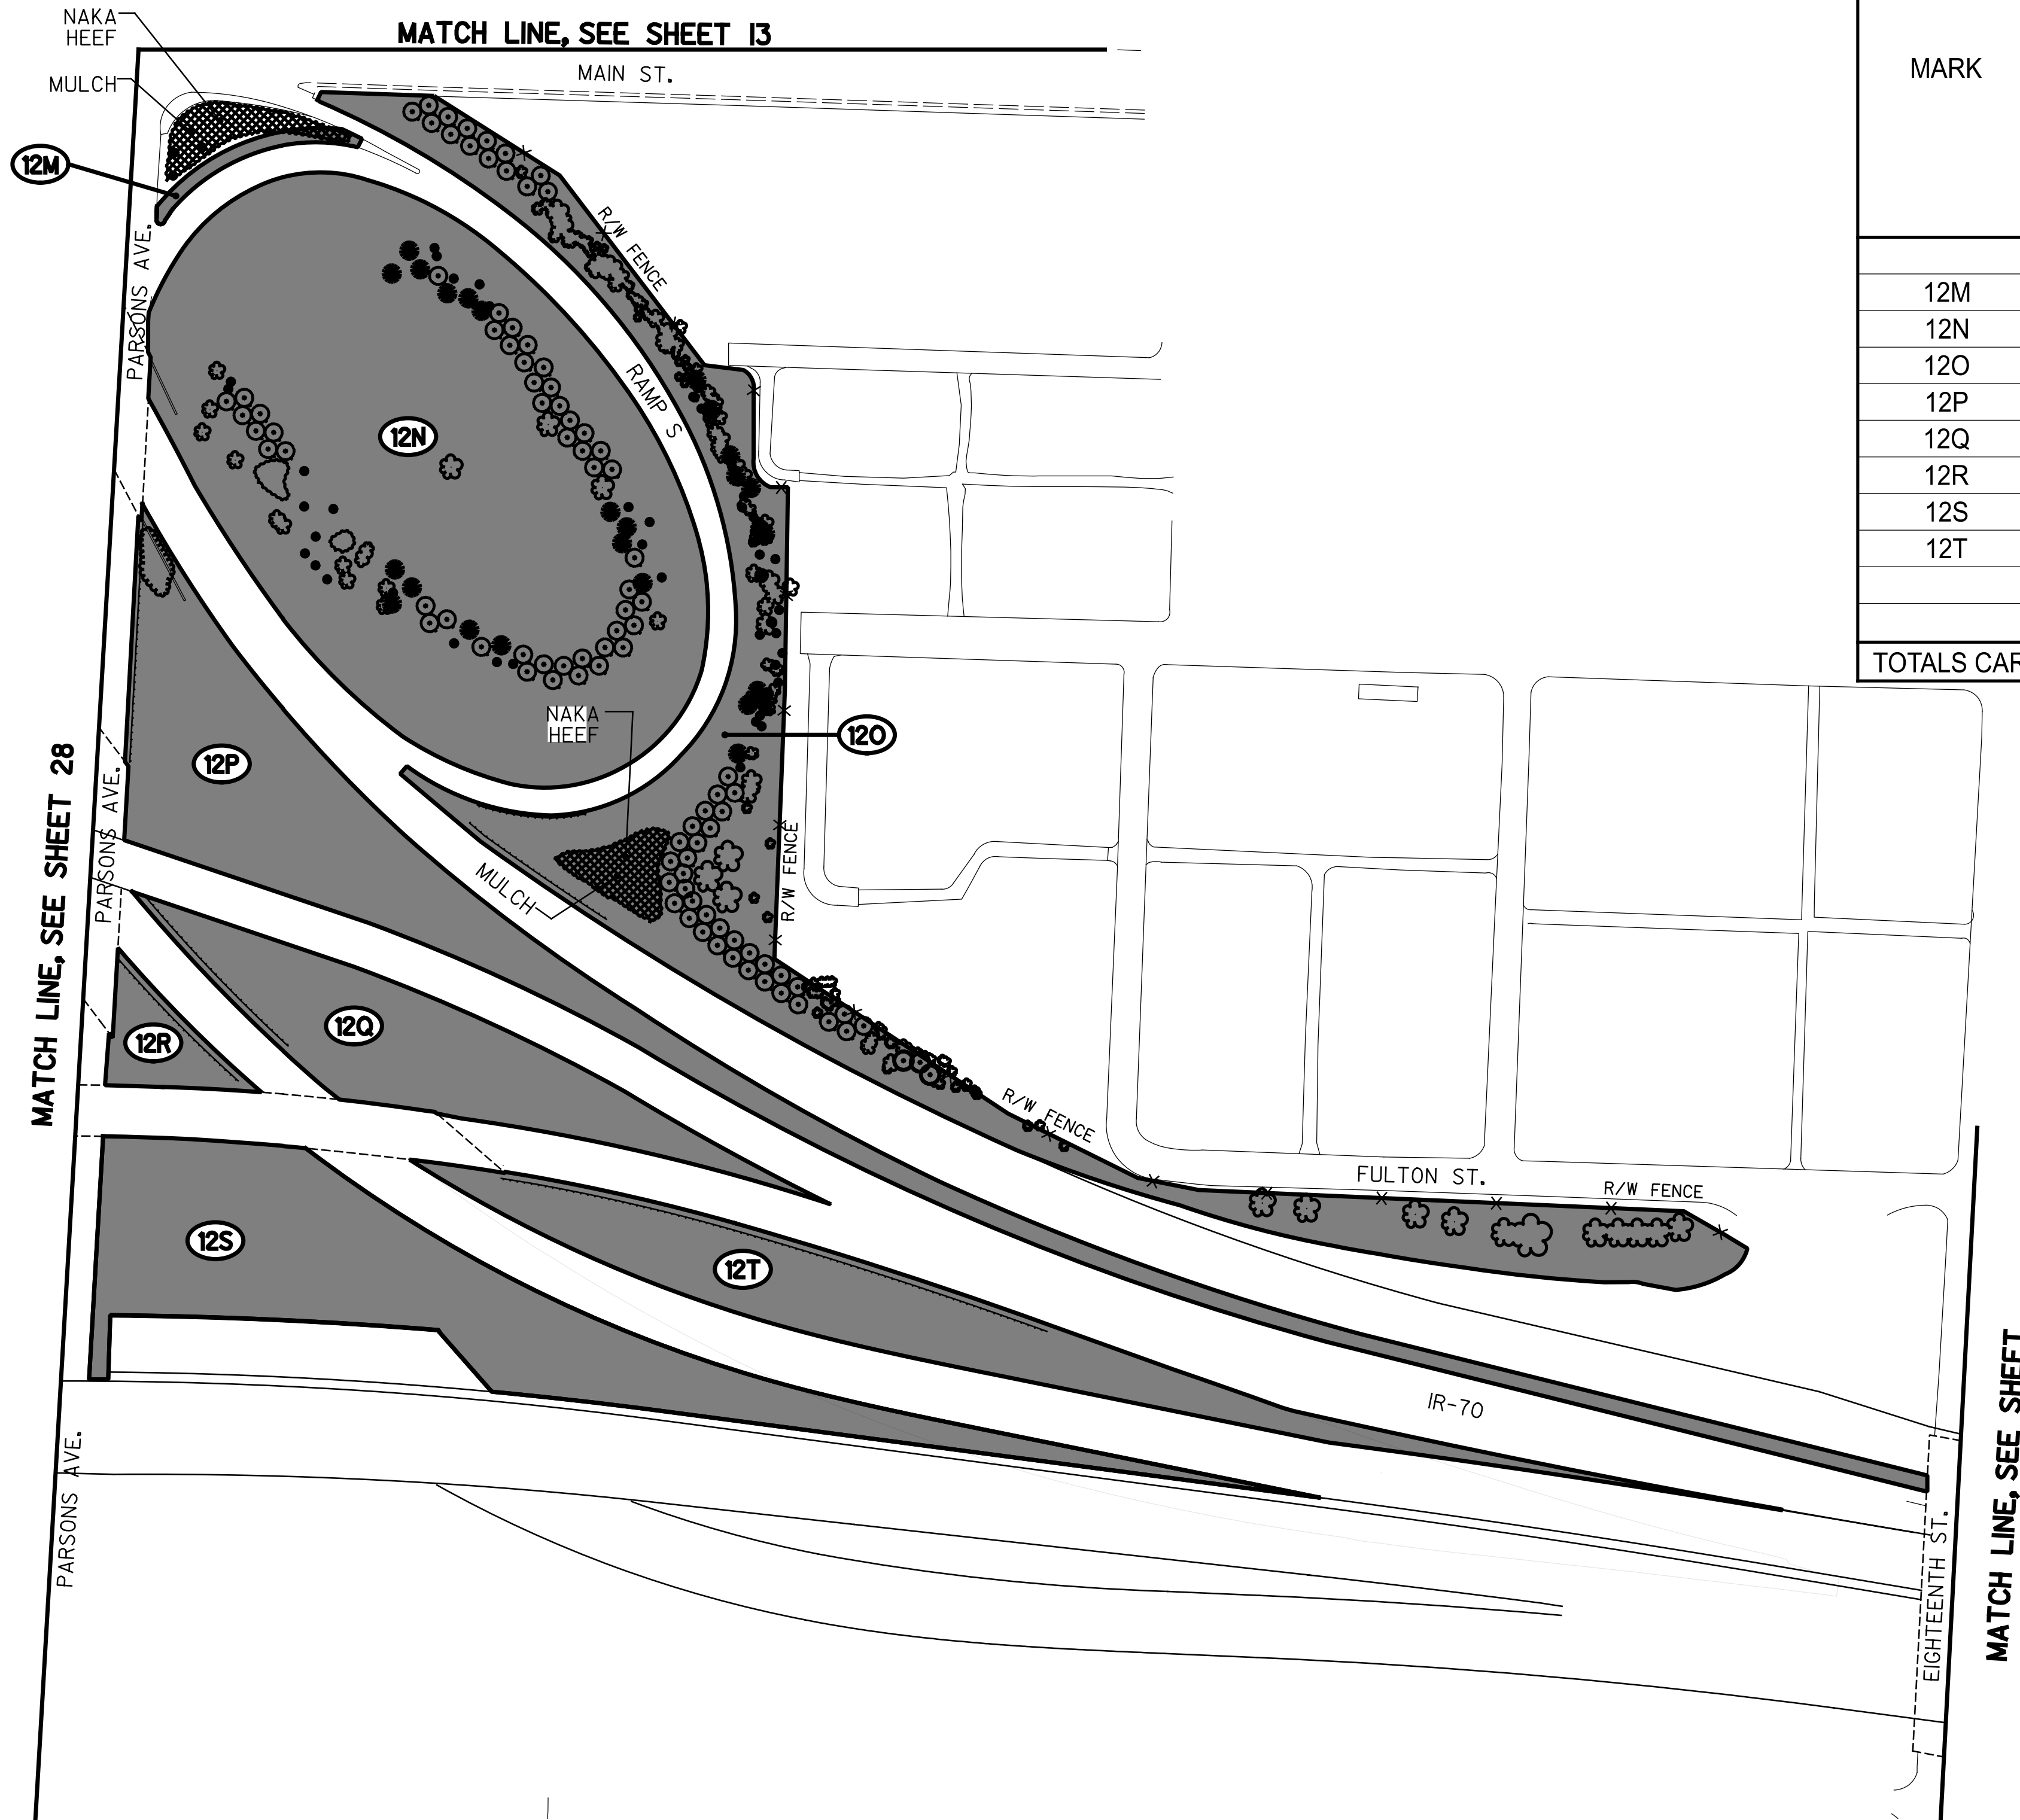 NAKA
HEEF
MULCH
MATCH LINE, SEE SHEET 13
MAIN ST.
12M
PARSONS AVE.
R/W FENCE
RAMP S
12N
NAKA
HEEF
12O
12P
MULCH
R/W FENCE
PARSONS AVE.
MATCH LINE, SEE SHEET 28
12Q
12R
R/W FENCE
FULTON ST.
R/W FENCE
12S
12T
IR-70
PARSONS AVE.
EIGHTEENTH ST.
MATCH LINE, SEE SHEET
MARK
12M
12N
12O
12P
12Q
12R
12S
12T
TOTALS CAR